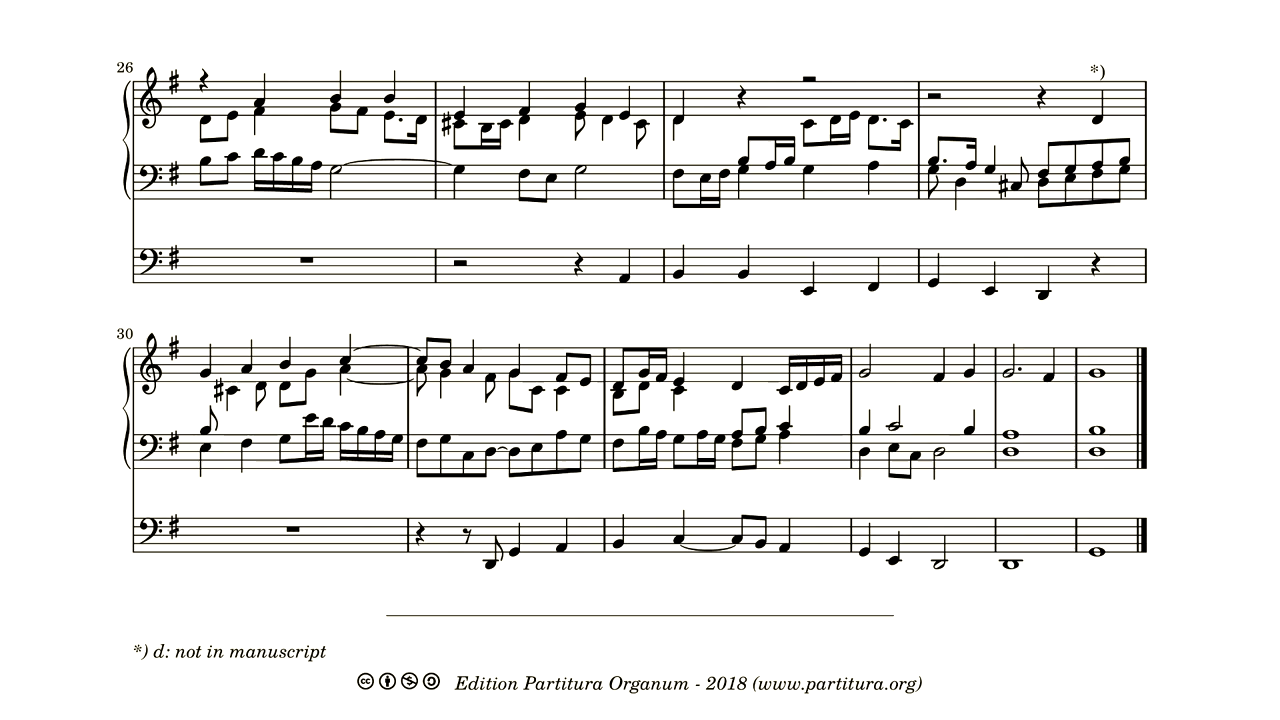 26
*)
30
*) d: not in manuscript
Edition Partitura Organum - 2018 (www.partitura.org)